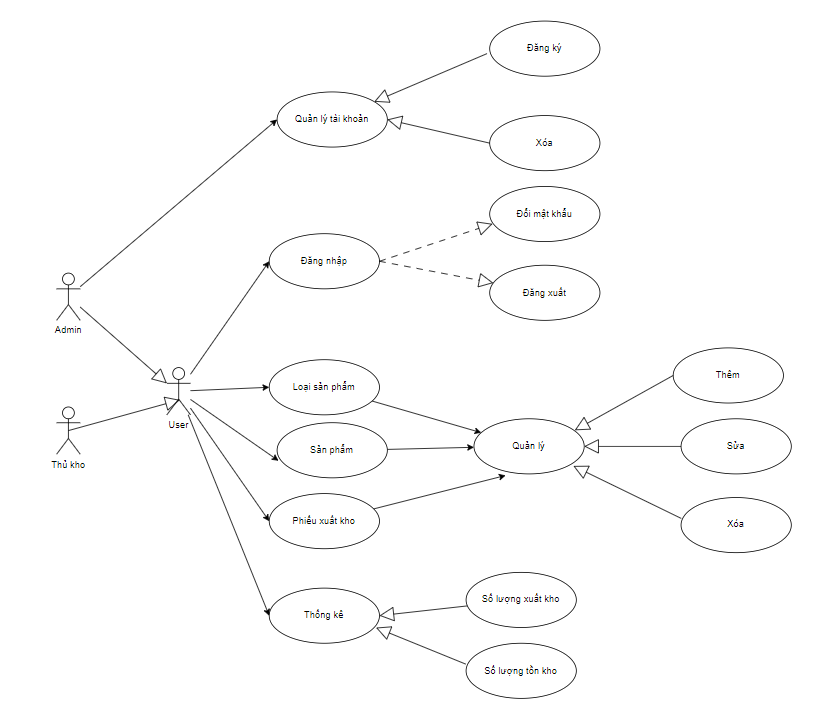 Đăng ký
Quản lý tài khoản
Xóa
Đổi mật khẩu
Đăng nhập
Đăng xuất
Admin
Thêm
Loại sản phẩm
User
Thủ kho
Sản phẩm
Quản lý
Sửa
Phiếu xuất kho
Xóa
Số lượng xuất kho
Thống kê
Số lượng tồn kho